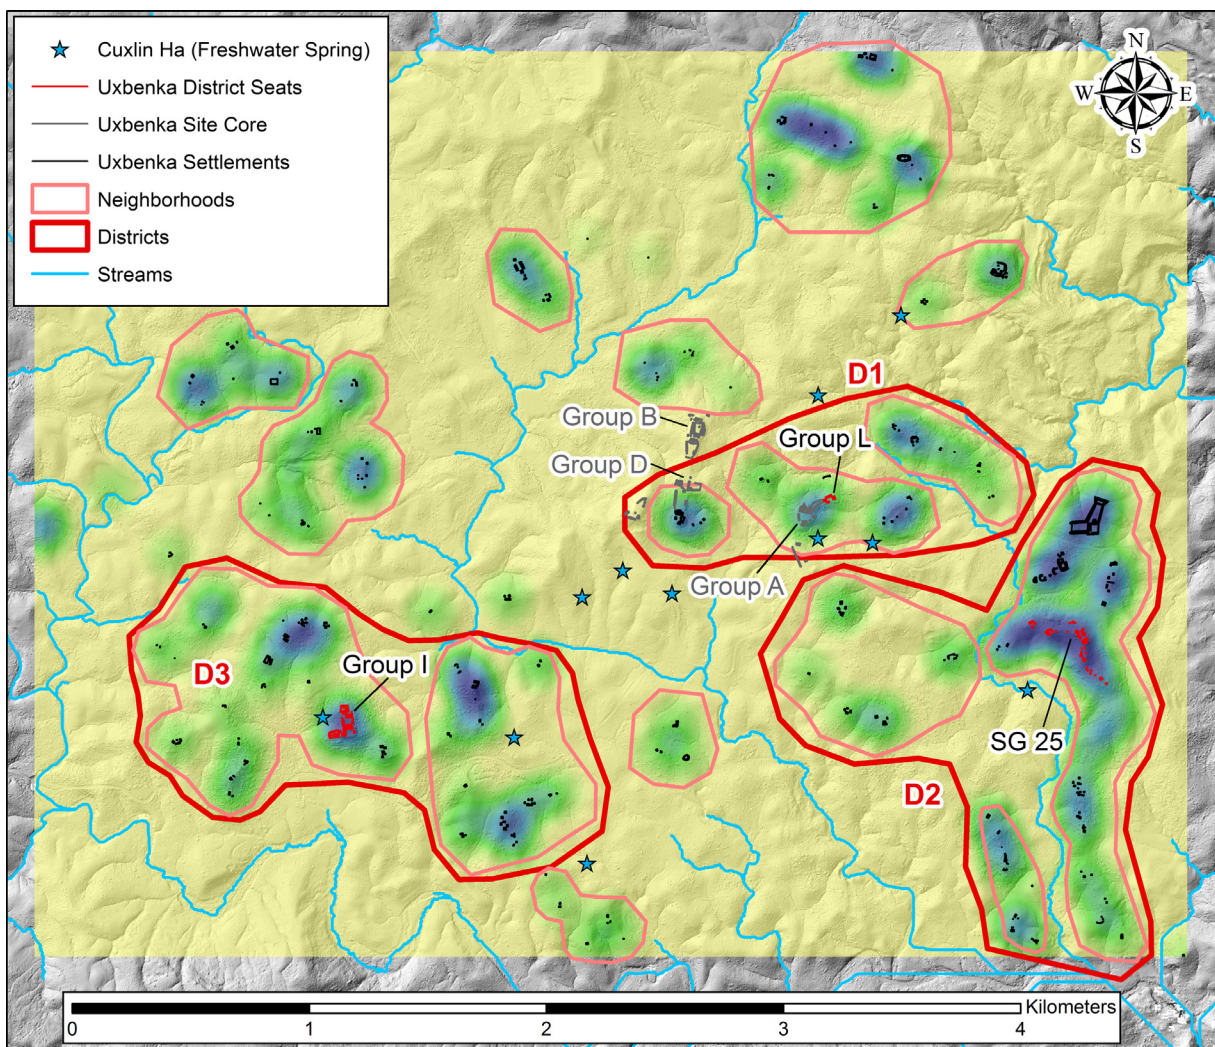 Cuxlin Ha (Freshwater Spring)
Uxbenka District Seats
Uxbenka Site Core
Uxbenka Settlements
Neighborhoods
Districts
Streams
N
W E
S
D1
Group B
Group L
Group D
Group A
D3
Group I
SG 25
D2
Kilometers
0 1 2 3 4